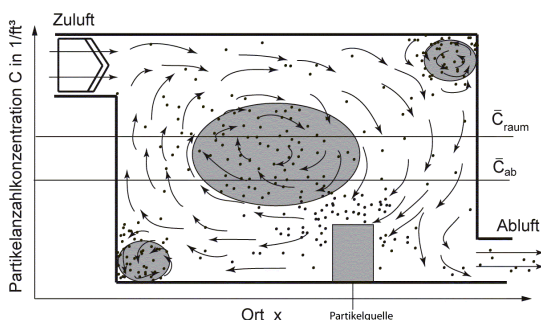 Zuluft
Partikelanzahlkonzentration C in 1/ft³
C̅raum
C̅ab
Abluft
Ort x
Partikelquelle